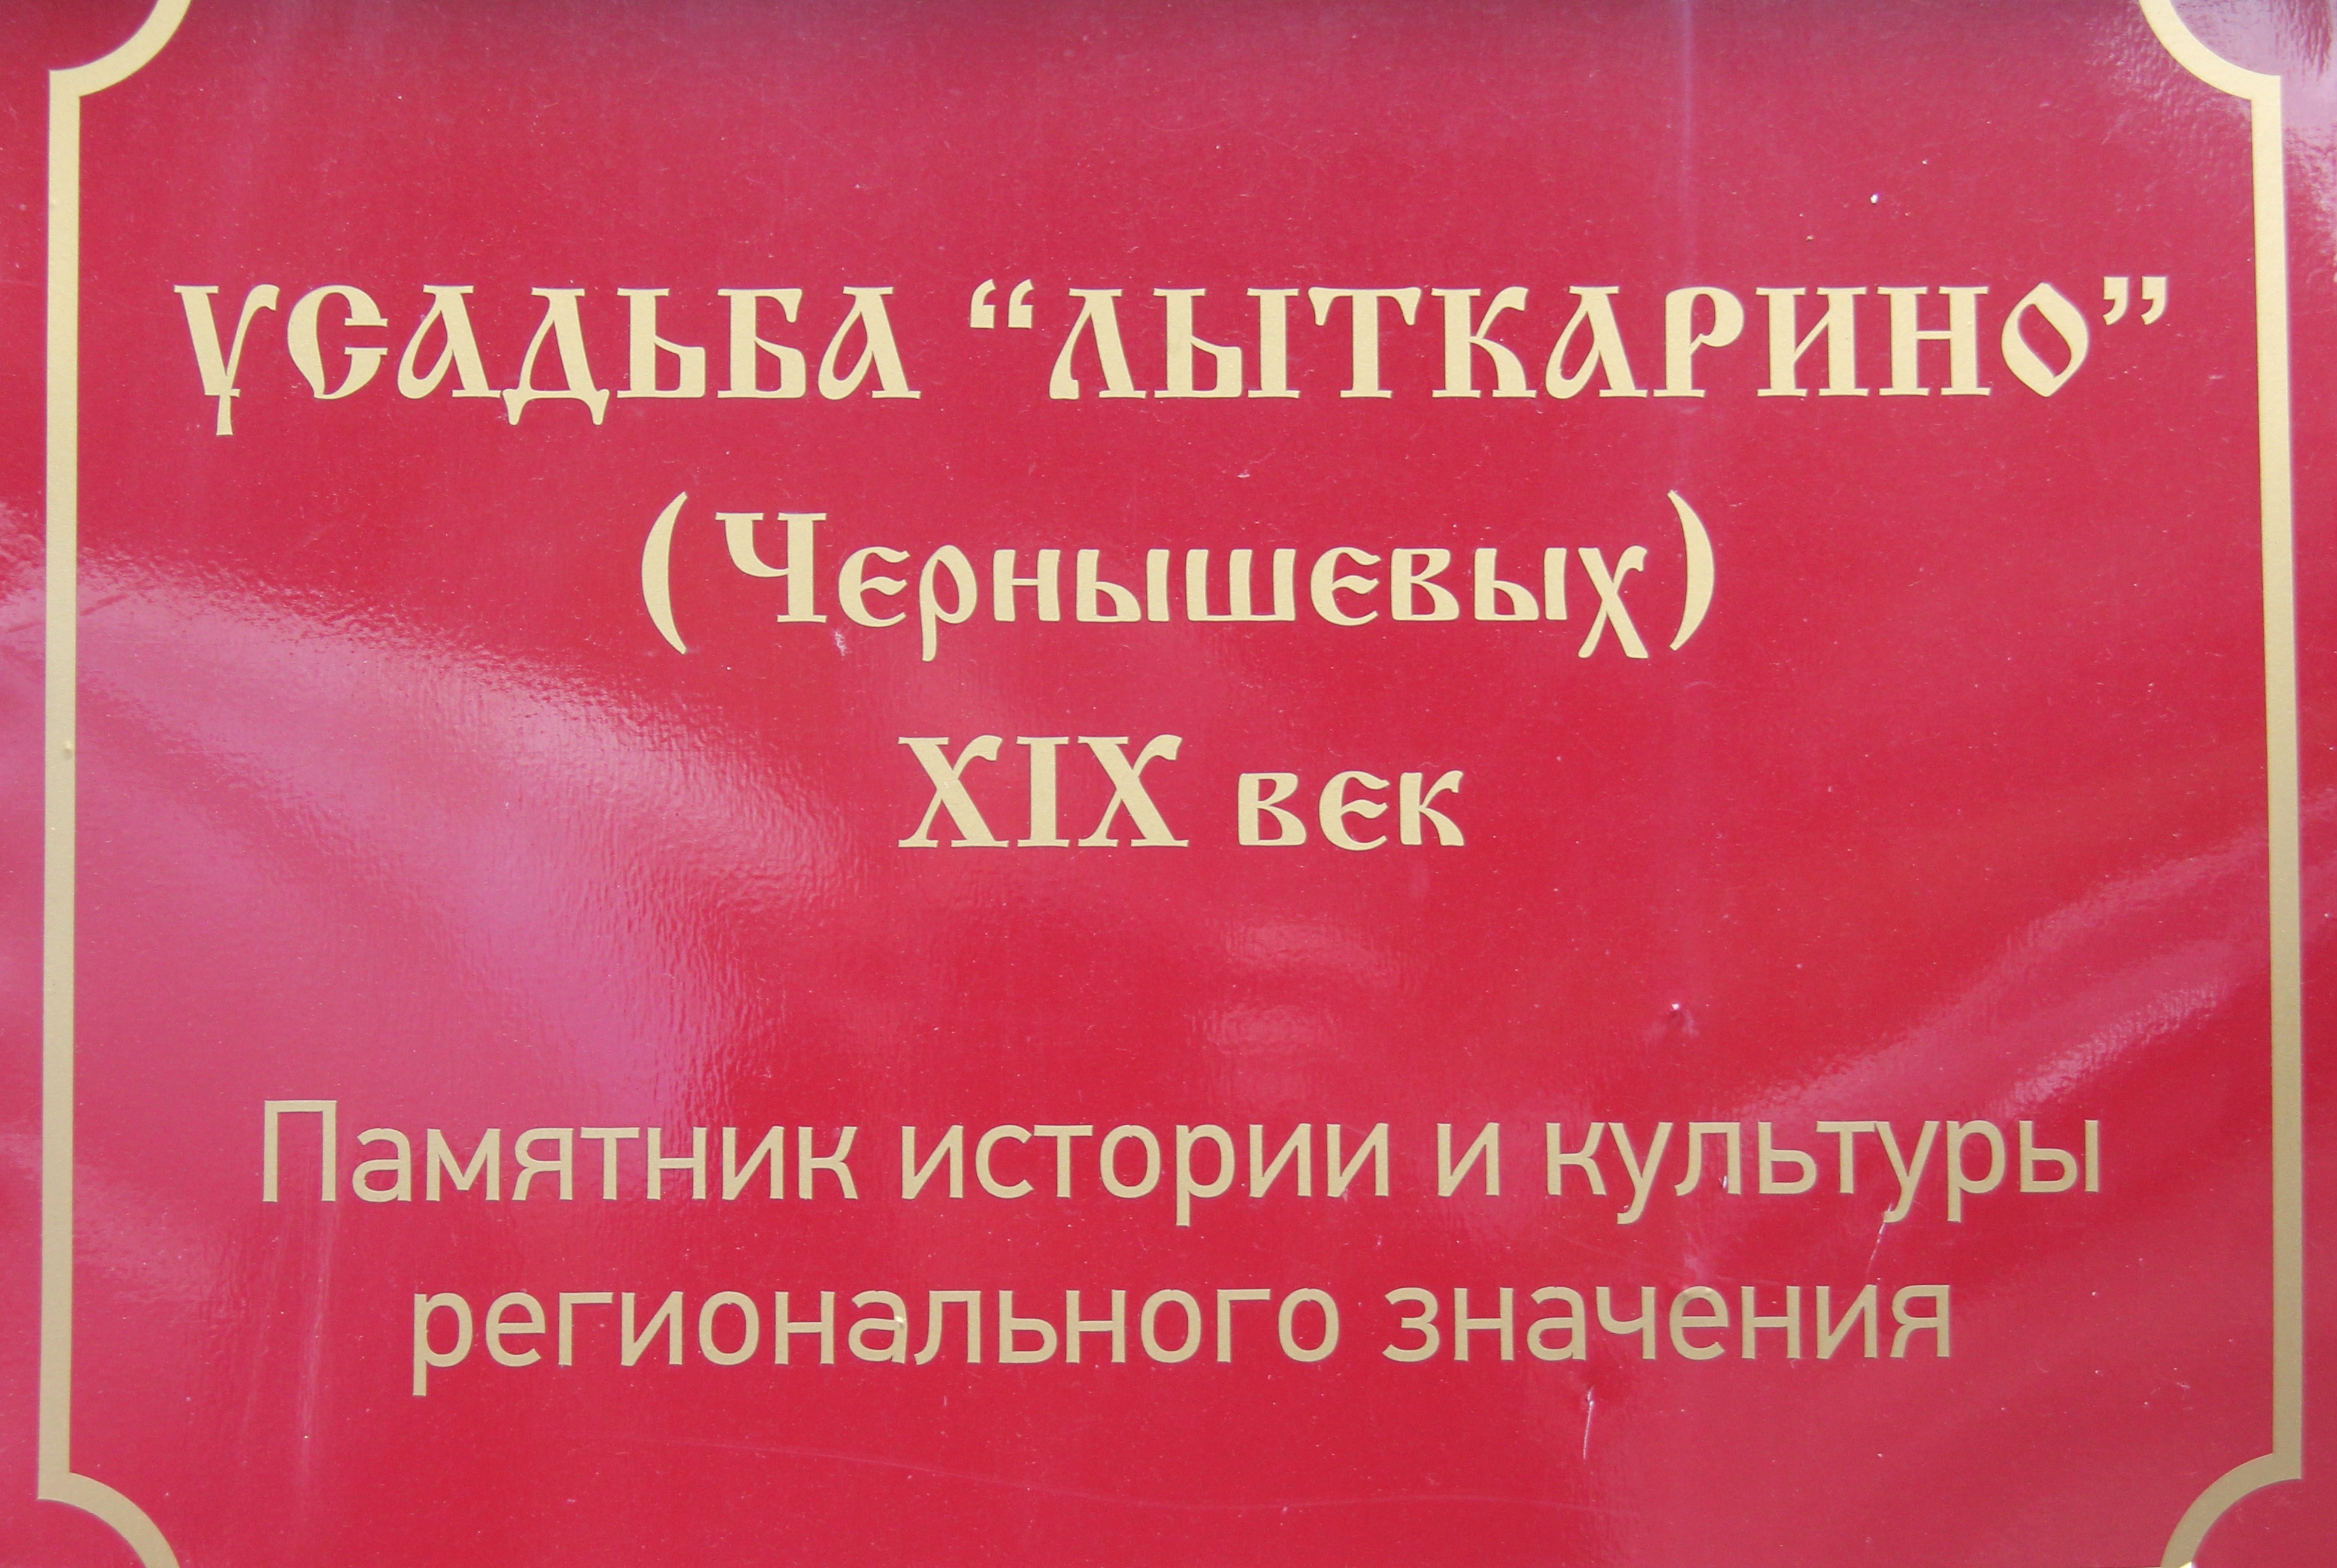 УСАДЬБА “ЛЫТКАРИНО”
(Чернышевых)
XIX век
Памятник истории и культуры
регионального значения